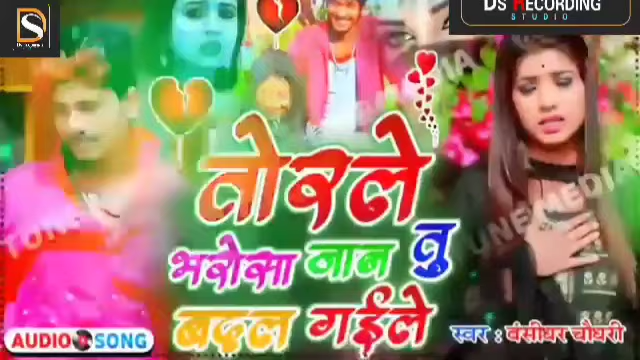 DS RECORDING
STUDIO
तोरले
भरोसा जान तु
बदल गईले
AUDIO SONG
स्वर : बंसीधर चौधरी